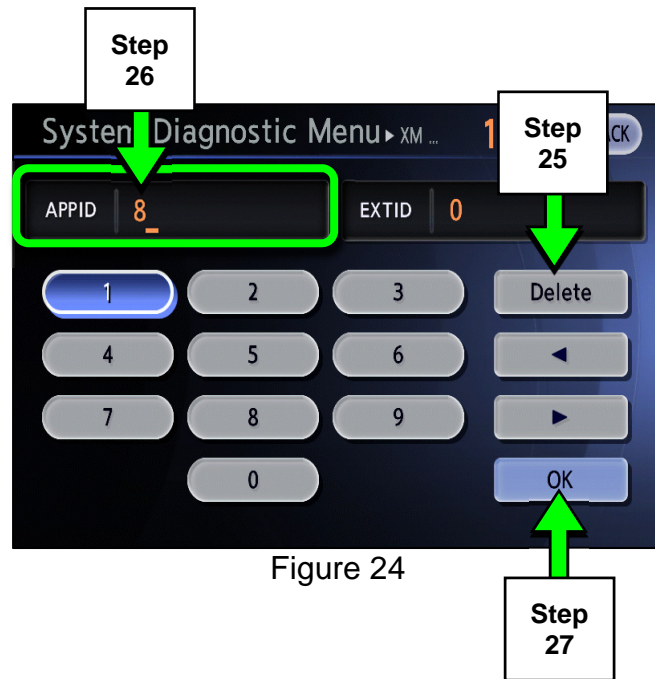 Step
26
System Diagnostic Menu ▸ XM ...
Step
25
APPID 8_ EXTID 0
1 2 3 Delete
4 5 6 ◄
7 8 9 ►
0 OK
Figure 24
Step
27